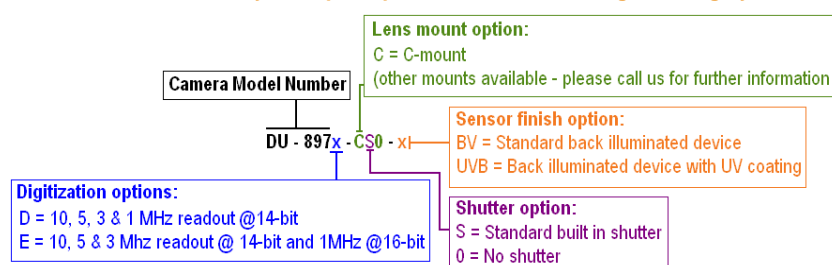 Lens mount option:
C = C-mount
(other mounts available - please call us for further information
Camera Model Number
DU - 897x - CS0 - x
Sensor finish option:
BV = Standard back illuminated device
UVB = Back illuminated device with UV coating
Digitization options:
D = 10, 5, 3 & 1 MHz readout @14-bit
E = 10, 5 & 3 Mhz readout @ 14-bit and 1MHz @16-bit
Shutter option:
S = Standard built in shutter
0 = No shutter